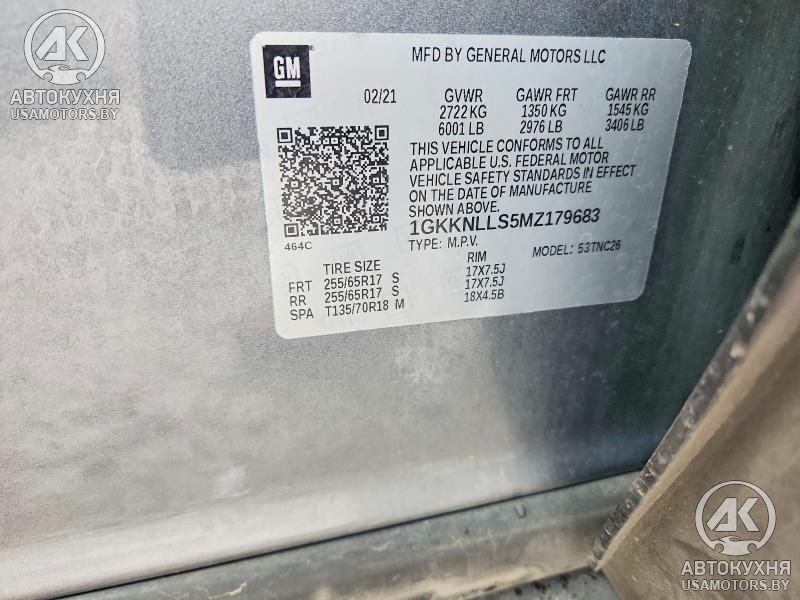 AK
АВТОКУХНЯ
USAMOTORS.BY
GM
MFD BY GENERAL MOTORS LLC
02/21 GVWR GAWR FRT GAWR RR
2722 KG 1350 KG 1545 KG
6001 LB 2976 LB 3406 LB
THIS VEHICLE CONFORMS TO ALL
APPLICABLE U.S. FEDERAL MOTOR
VEHICLE SAFETY STANDARDS IN EFFECT
ON THE DATE OF MANUFACTURE
SHOWN ABOVE.
1GKKNLLS5MZ179683
464C
TYPE: M.P.V. MODEL: 53TNC26
TIRE SIZE RIM
FRT 255/65R17 S 17X7.5J
RR 255/65R17 S 17X7.5J
SPA T135/70R18 M 18X4.5B
AK
АВТОКУХНЯ
USAMOTORS.BY